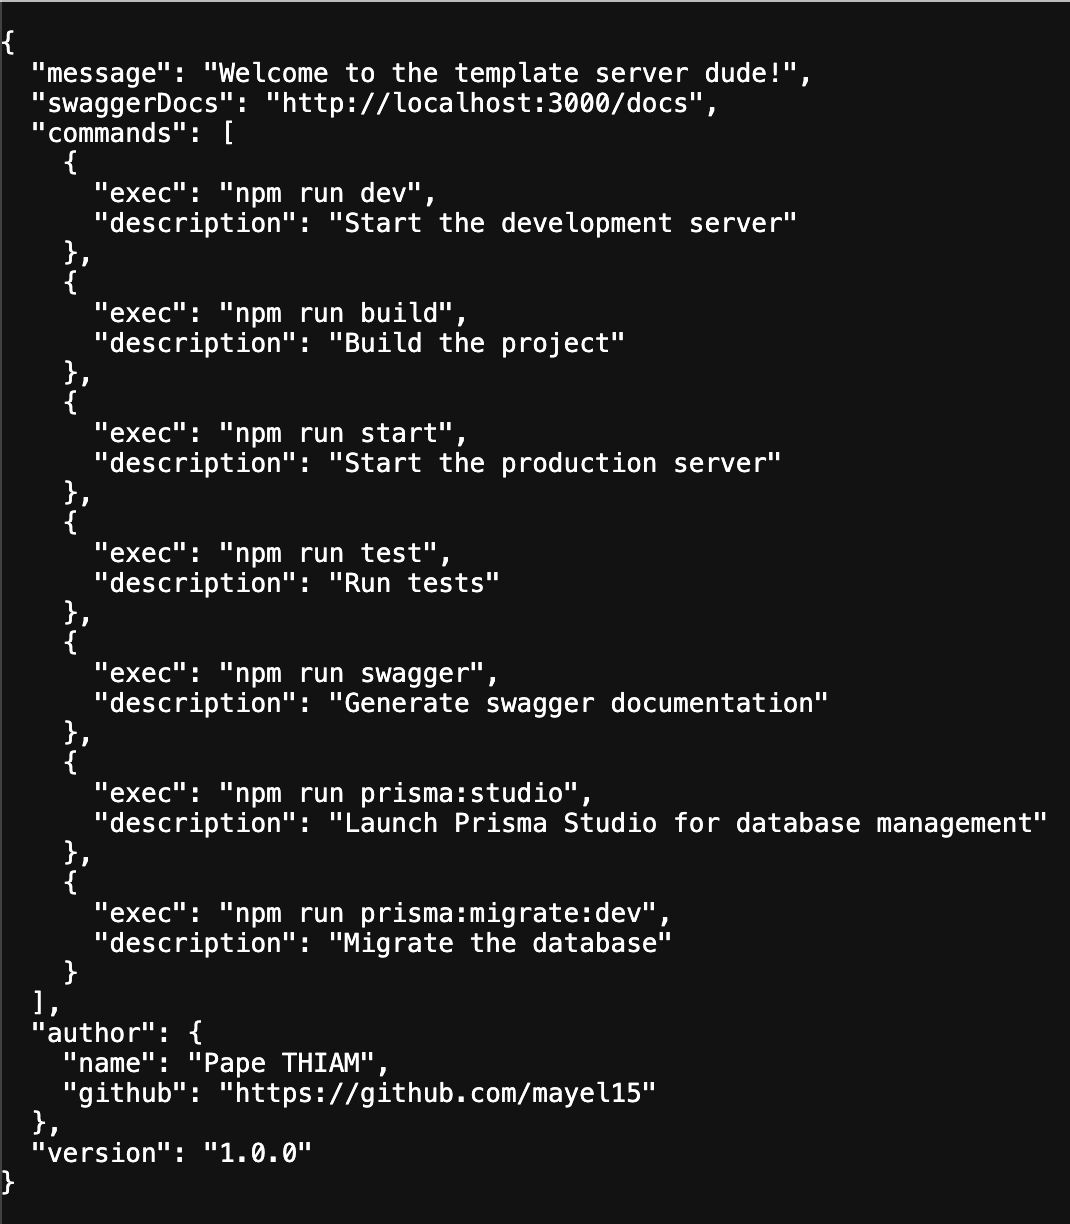 {
  "message": "Welcome to the template server dude!",
  "swaggerDocs": "http://localhost:3000/docs",
  "commands": [
    {
      "exec": "npm run dev",
      "description": "Start the development server"
    },
    {
      "exec": "npm run build",
      "description": "Build the project"
    },
    {
      "exec": "npm run start",
      "description": "Start the production server"
    },
    {
      "exec": "npm run test",
      "description": "Run tests"
    },
    {
      "exec": "npm run swagger",
      "description": "Generate swagger documentation"
    },
    {
      "exec": "npm run prisma:studio",
      "description": "Launch Prisma Studio for database management"
    },
    {
      "exec": "npm run prisma:migrate:dev",
      "description": "Migrate the database"
    }
  ],
  "author": {
    "name": "Pape THIAM",
    "github": "https://github.com/mayel15"
  },
  "version": "1.0.0"
}